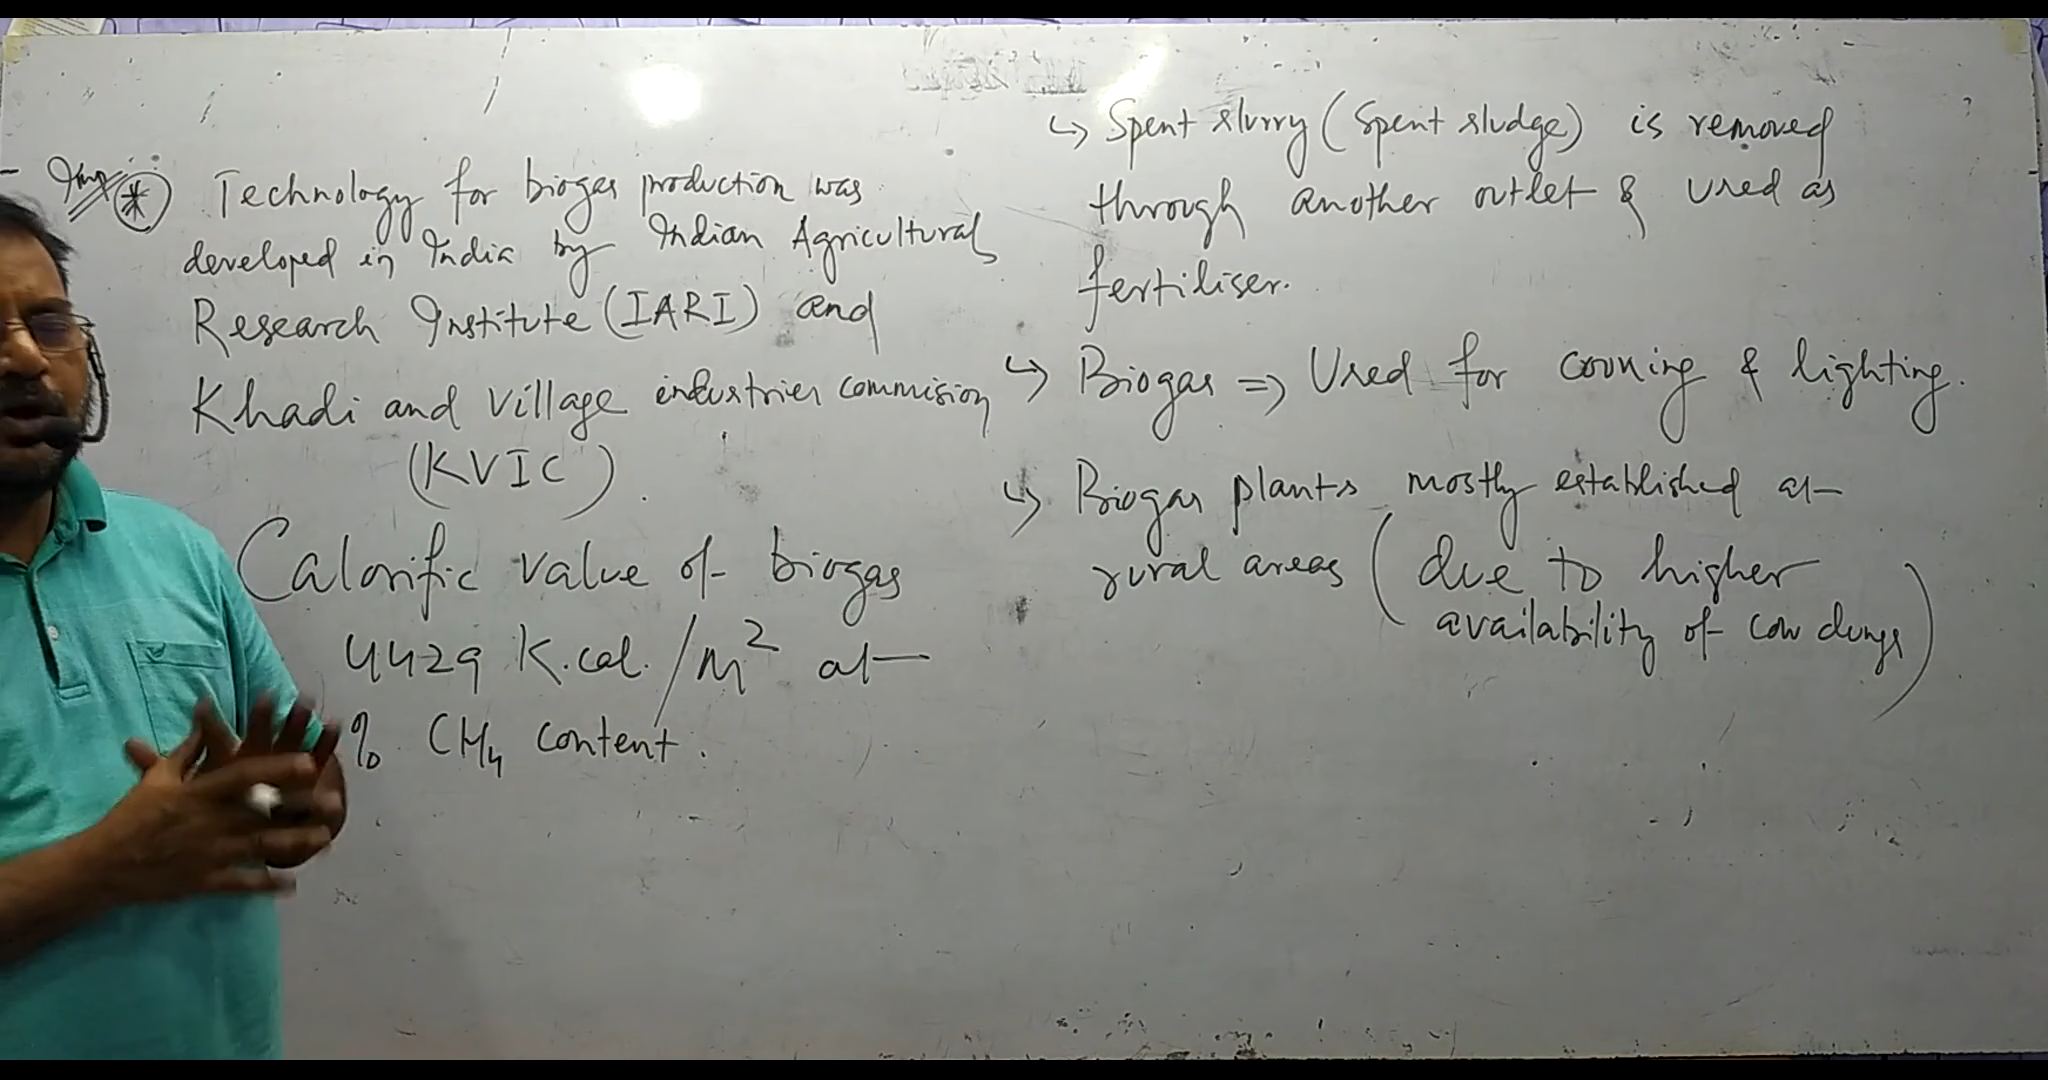 Imp * Technology for biogas production was
developed in India by Indian Agricultural
Research Institute (IARI) and
Khadi and village industries commision
(KVIC).
Calorific value of biogas
4429 K.cal./m² at
% CH₄ content.
↳ Spent slurry (Spent sludge) is removed
through another outlet & used as
fertiliser.
↳ Biogas ⇒ Used for cooking & lighting.
↳ Biogas plants mostly established at
rural areas (due to higher
availability of cow dungs)